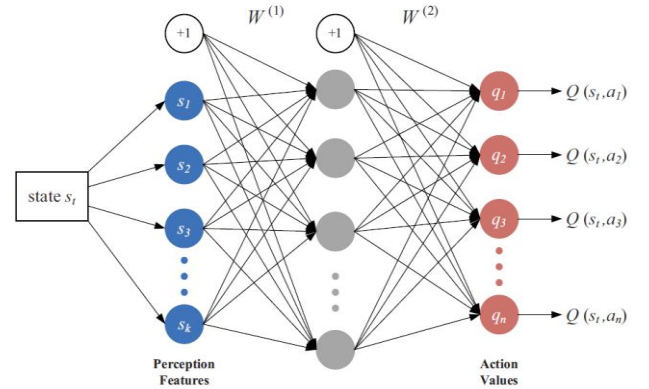 W⁽¹⁾ W⁽²⁾
+1 +1
s₁ q₁ Q (sₜ,a₁)
s₂ q₂ Q (sₜ,a₂)
state sₜ
s₃ q₃ Q (sₜ,a₃)
sₖ qₙ Q (sₜ,aₙ)
Perception
Features
Action
Values